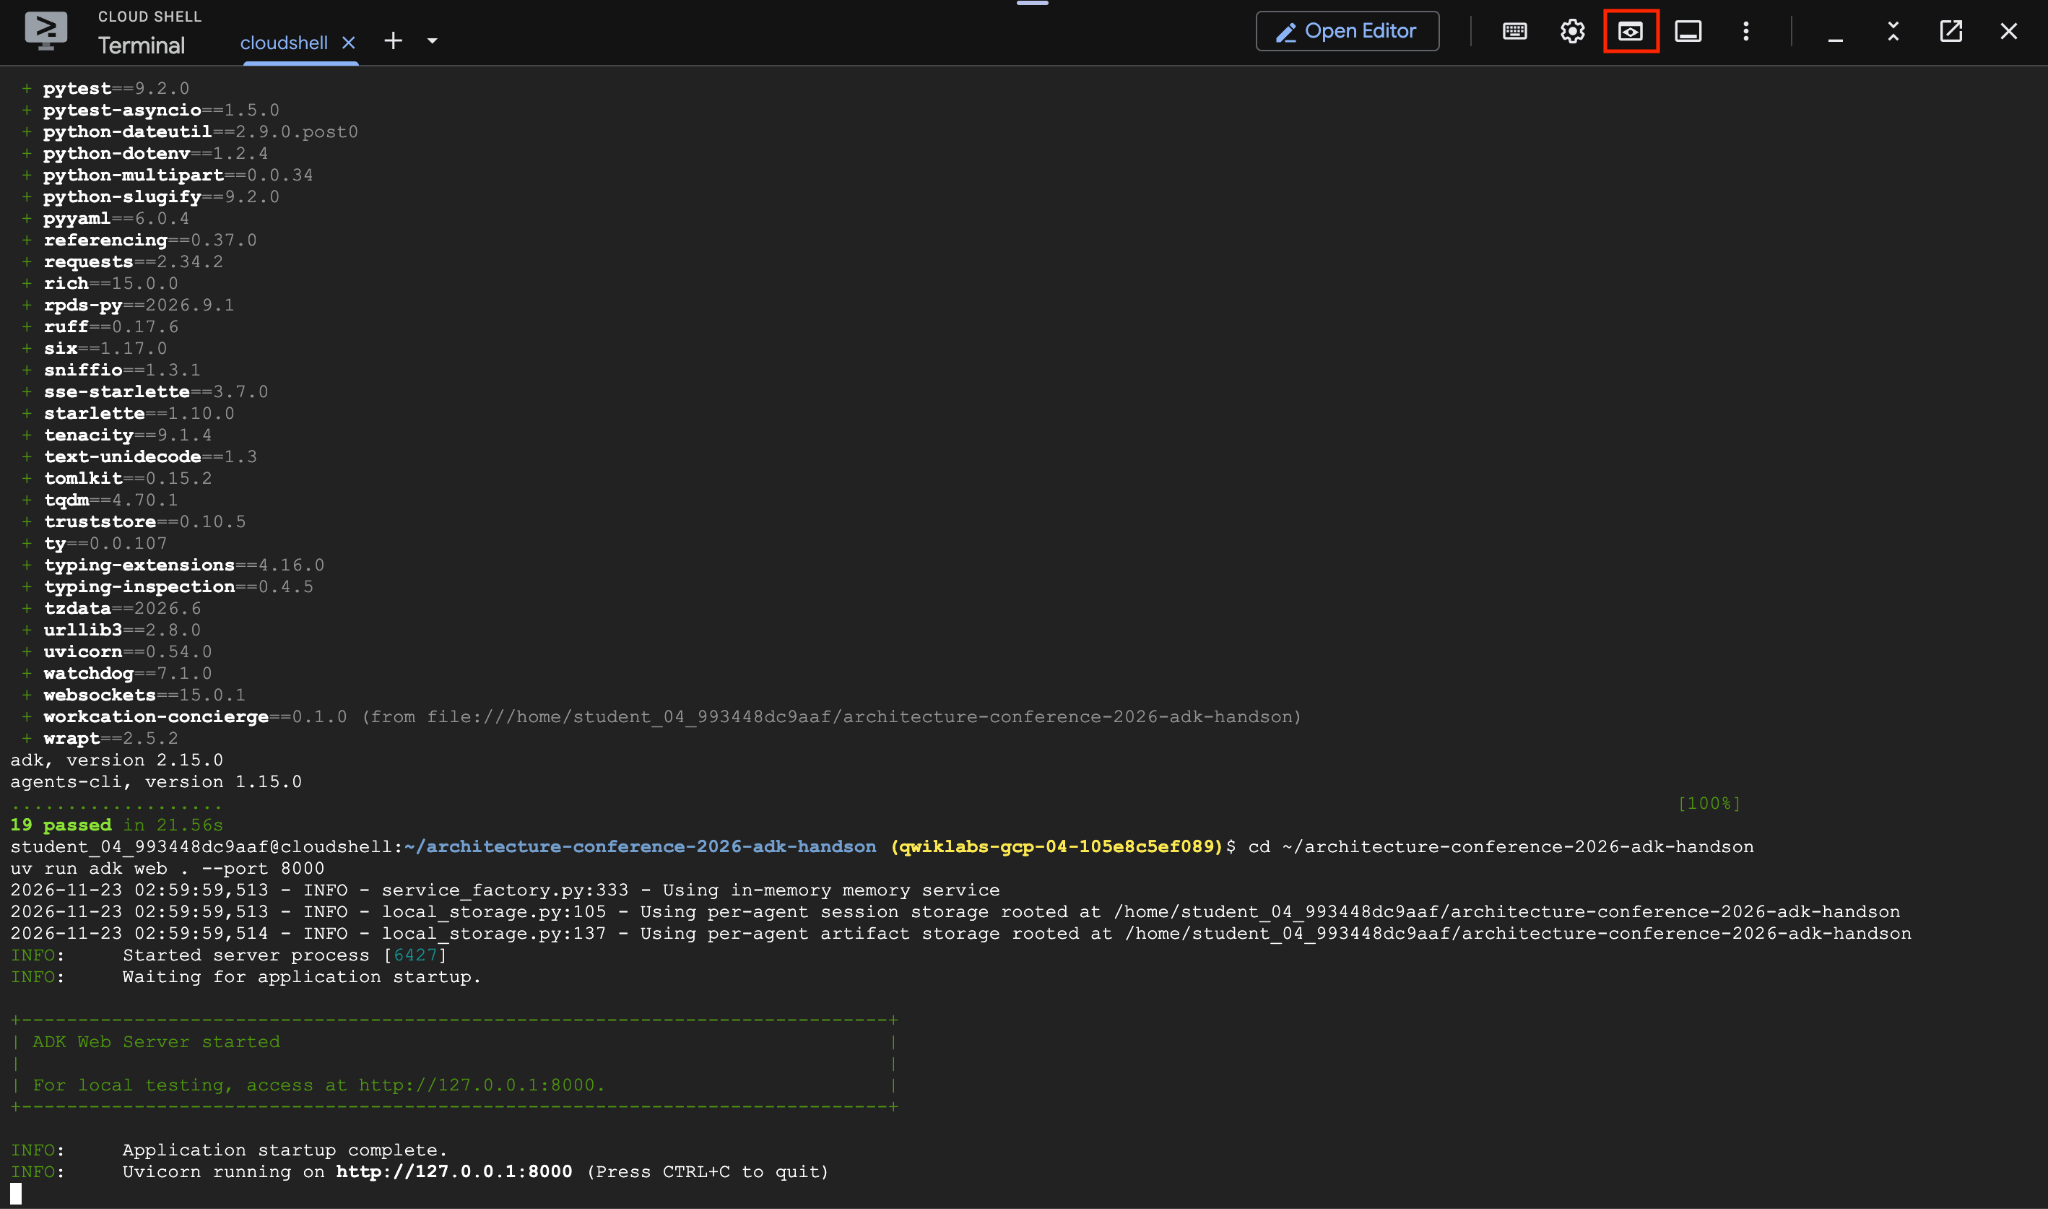 CLOUD SHELL
Terminal
cloudshell
Open Editor
+ pytest==9.2.0
+ pytest-asyncio==1.5.0
+ python-dateutil==2.9.0.post0
+ python-dotenv==1.2.4
+ python-multipart==0.0.34
+ python-slugify==9.2.0
+ pyyaml==6.0.4
+ referencing==0.37.0
+ requests==2.34.2
+ rich==15.0.0
+ rpds-py==2026.9.1
+ ruff==0.17.6
+ six==1.17.0
+ sniffio==1.3.1
+ sse-starlette==3.7.0
+ starlette==1.10.0
+ tenacity==9.1.4
+ text-unidecode==1.3
+ tomlkit==0.15.2
+ tqdm==4.70.1
+ truststore==0.10.5
+ ty==0.0.107
+ typing-extensions==4.16.0
+ typing-inspection==0.4.5
+ tzdata==2026.6
+ urllib3==2.8.0
+ uvicorn==0.54.0
+ watchdog==7.1.0
+ websockets==15.0.1
+ workcation-concierge==0.1.0 (from file:///home/student_04_993448dc9aaf/architecture-conference-2026-adk-handson)
+ wrapt==2.5.2
adk, version 2.15.0
agents-cli, version 1.15.0
................... [100%]
19 passed in 21.56s
student_04_993448dc9aaf@cloudshell:~/architecture-conference-2026-adk-handson (qwiklabs-gcp-04-105e8c5ef089)$ cd ~/architecture-conference-2026-adk-handson
uv run adk web . --port 8000
2026-11-23 02:59:59,513 - INFO - service_factory.py:333 - Using in-memory memory service
2026-11-23 02:59:59,513 - INFO - local_storage.py:105 - Using per-agent session storage rooted at /home/student_04_993448dc9aaf/architecture-conference-2026-adk-handson
2026-11-23 02:59:59,514 - INFO - local_storage.py:137 - Using per-agent artifact storage rooted at /home/student_04_993448dc9aaf/architecture-conference-2026-adk-handson
INFO: Started server process [6427]
INFO: Waiting for application startup.
+-----------------------------------------------------------------------------+
| ADK Web Server started |
| |
| For local testing, access at http://127.0.0.1:8000. |
+-----------------------------------------------------------------------------+
INFO: Application startup complete.
INFO: Uvicorn running on http://127.0.0.1:8000 (Press CTRL+C to quit)